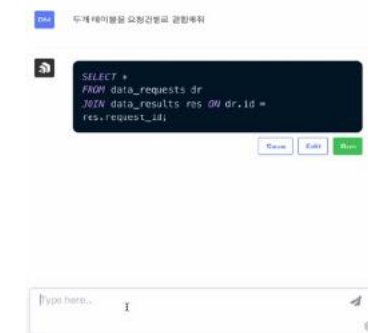 DM
두개 테이블을 요청건별로 결합해줘
SELECT *
FROM data_requests dr
JOIN data_results res ON dr.id =
res.request_id;
Edit
Run
Type here...